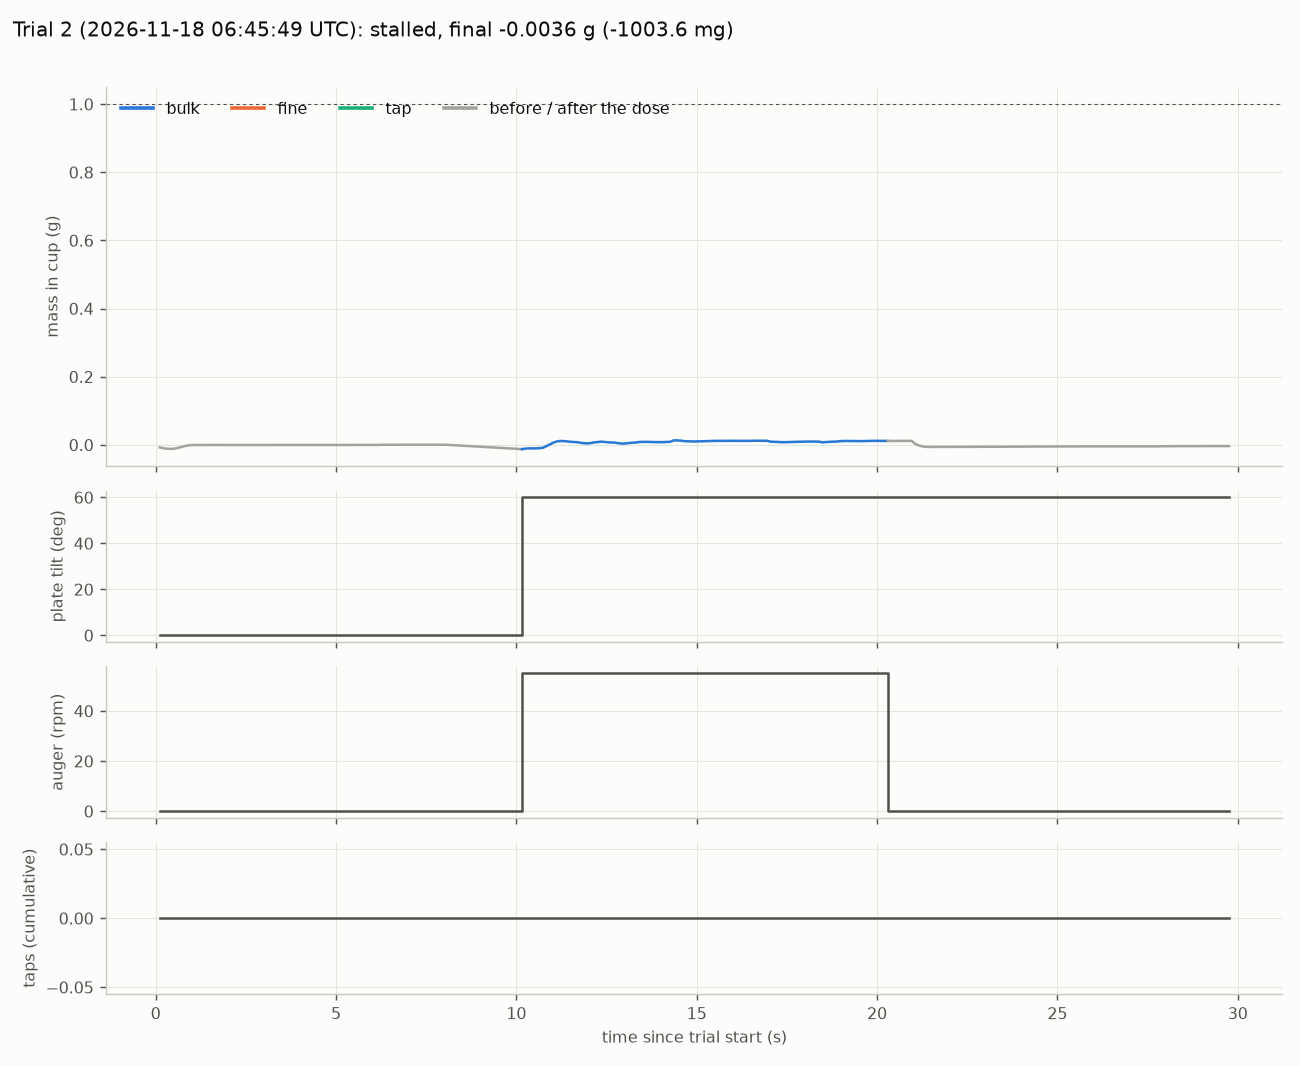 Trial 2 (2026-11-18 06:45:49 UTC): stalled, final -0.0036 g (-1003.6 mg)
bulk fine tap before / after the dose
mass in cup (g)
1.0
0.8
0.6
0.4
0.2
0.0
plate tilt (deg)
60
40
20
0
auger (rpm)
40
20
0
taps (cumulative)
0.05
0.00
−0.05
0 5 10 15 20 25 30
time since trial start (s)